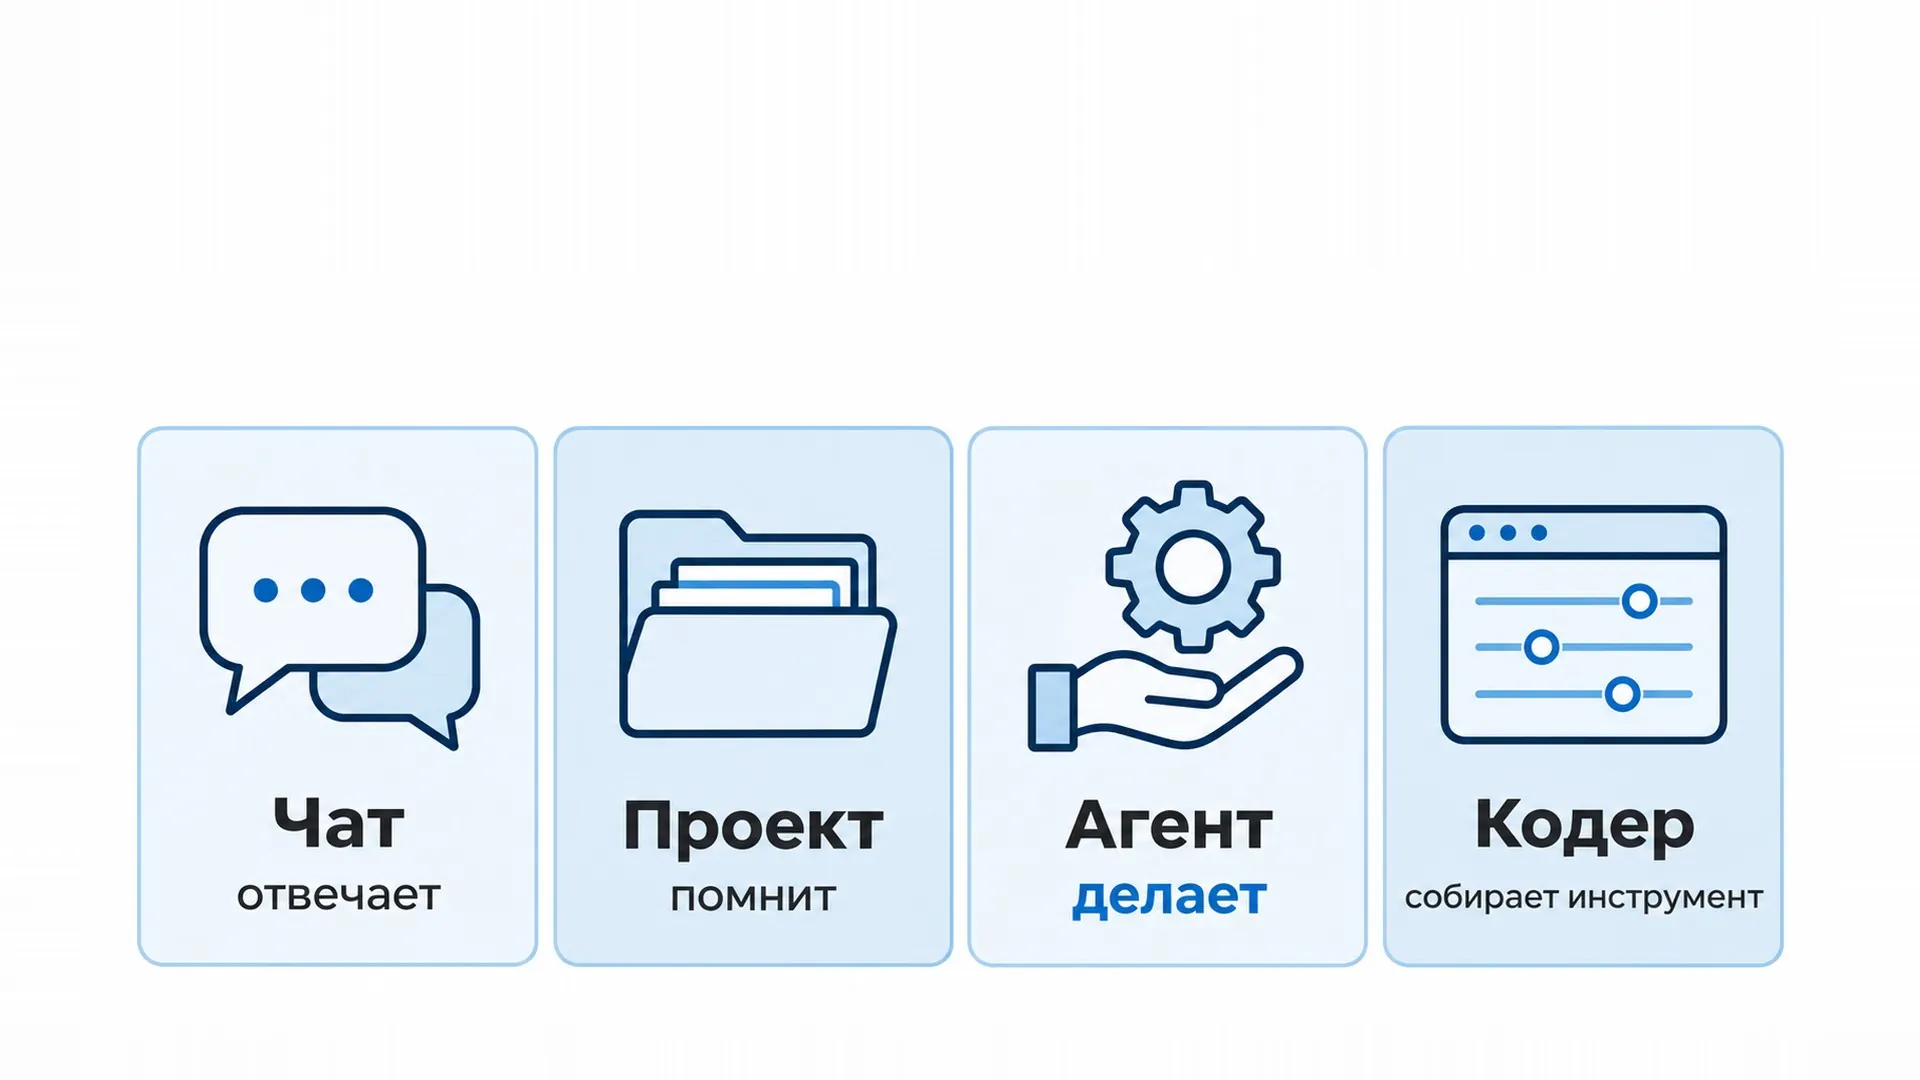 Чат
отвечает
Проект
помнит
Агент
делает
Кодер
собирает инструмент